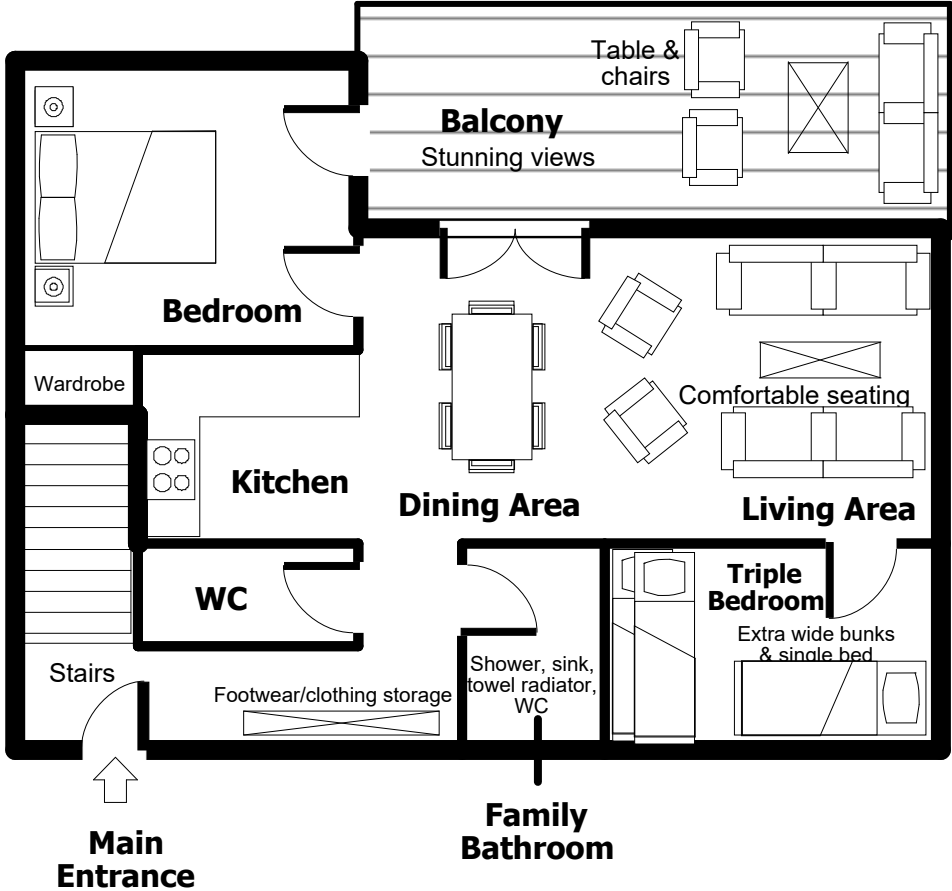 Table &
chairs
Balcony
Stunning views
Bedroom
Wardrobe
Comfortable seating
Kitchen
Dining Area
Living Area
WC
Triple
Bedroom
Extra wide bunks
& single bed
Stairs
Footwear/clothing storage
Shower, sink,
towel radiator,
WC
Main
Entrance
Family
Bathroom